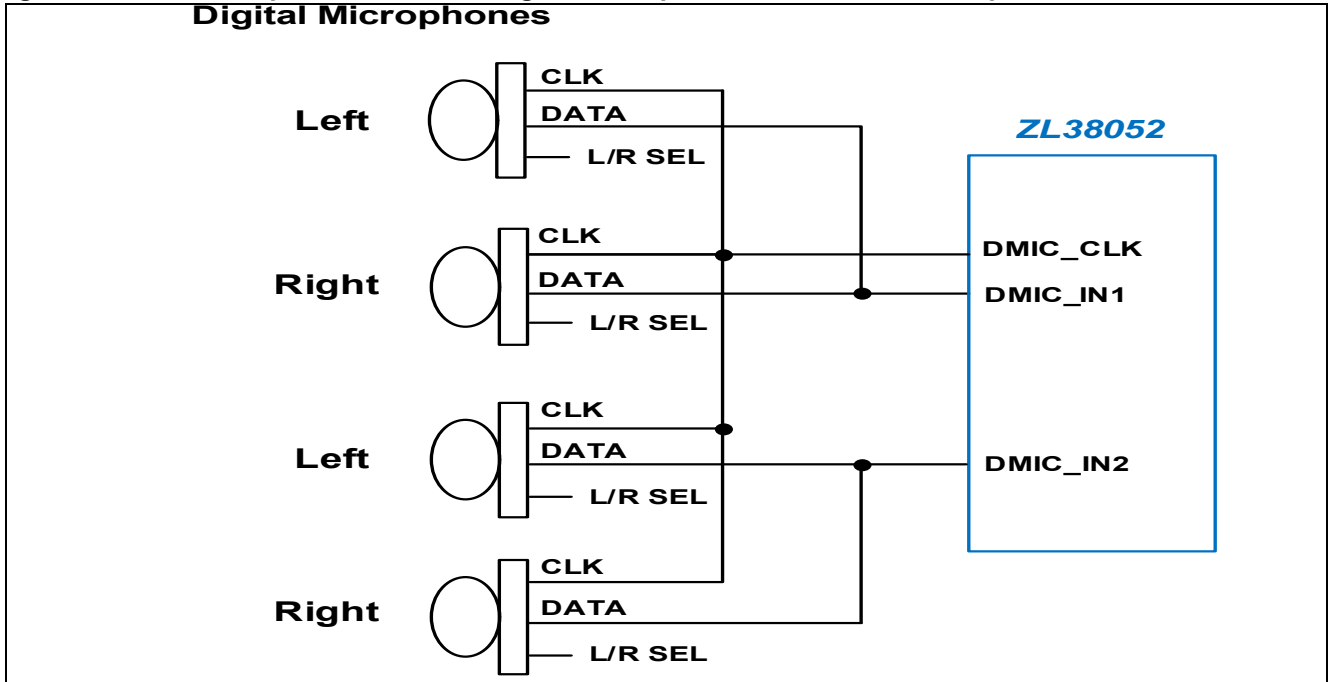 Digital Microphones
CLK
Left
DATA
L/R SEL
ZL38052
CLK
Right
DATA
L/R SEL
DMIC_CLK
DMIC_IN1
CLK
Left
DATA
L/R SEL
DMIC_IN2
CLK
Right
DATA
L/R SEL